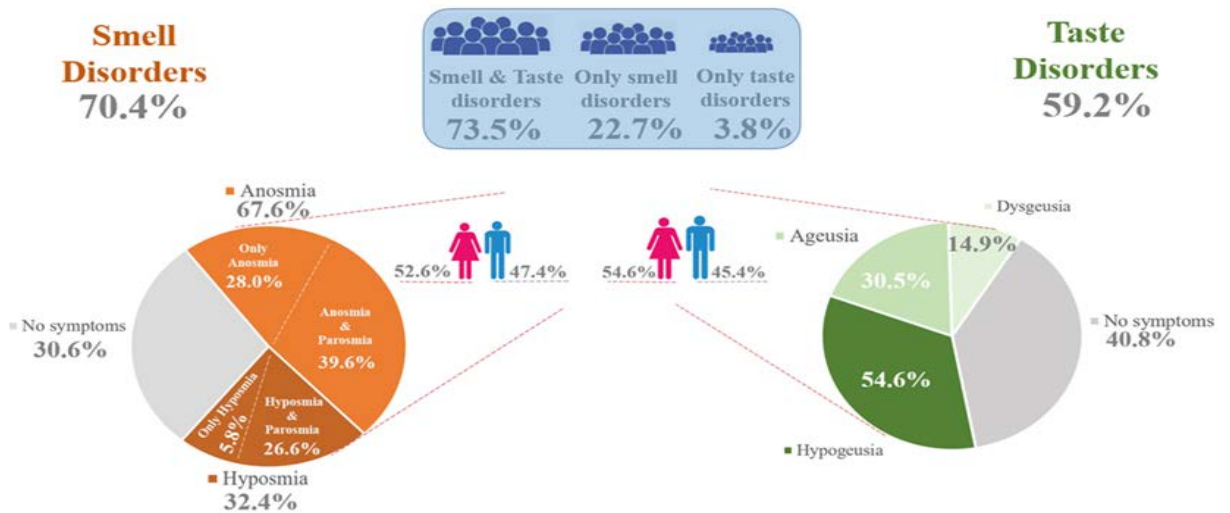 Smell
Disorders
70.4%
Smell & Taste
disorders
73.5%
Only smell
disorders
22.7%
Only taste
disorders
3.8%
Taste
Disorders
59.2%
Anosmia
67.6%
Only
Anosmia
28.0%
Anosmia
&
Parosmia
39.6%
No symptoms
30.6%
Only Hyposmia
5.8%
Hyposmia
&
Parosmia
26.6%
Hyposmia
32.4%
52.6%
47.4%
54.6%
45.4%
Dysgeusia
14.9%
Ageusia
30.5%
No symptoms
40.8%
54.6%
Hypogeusia